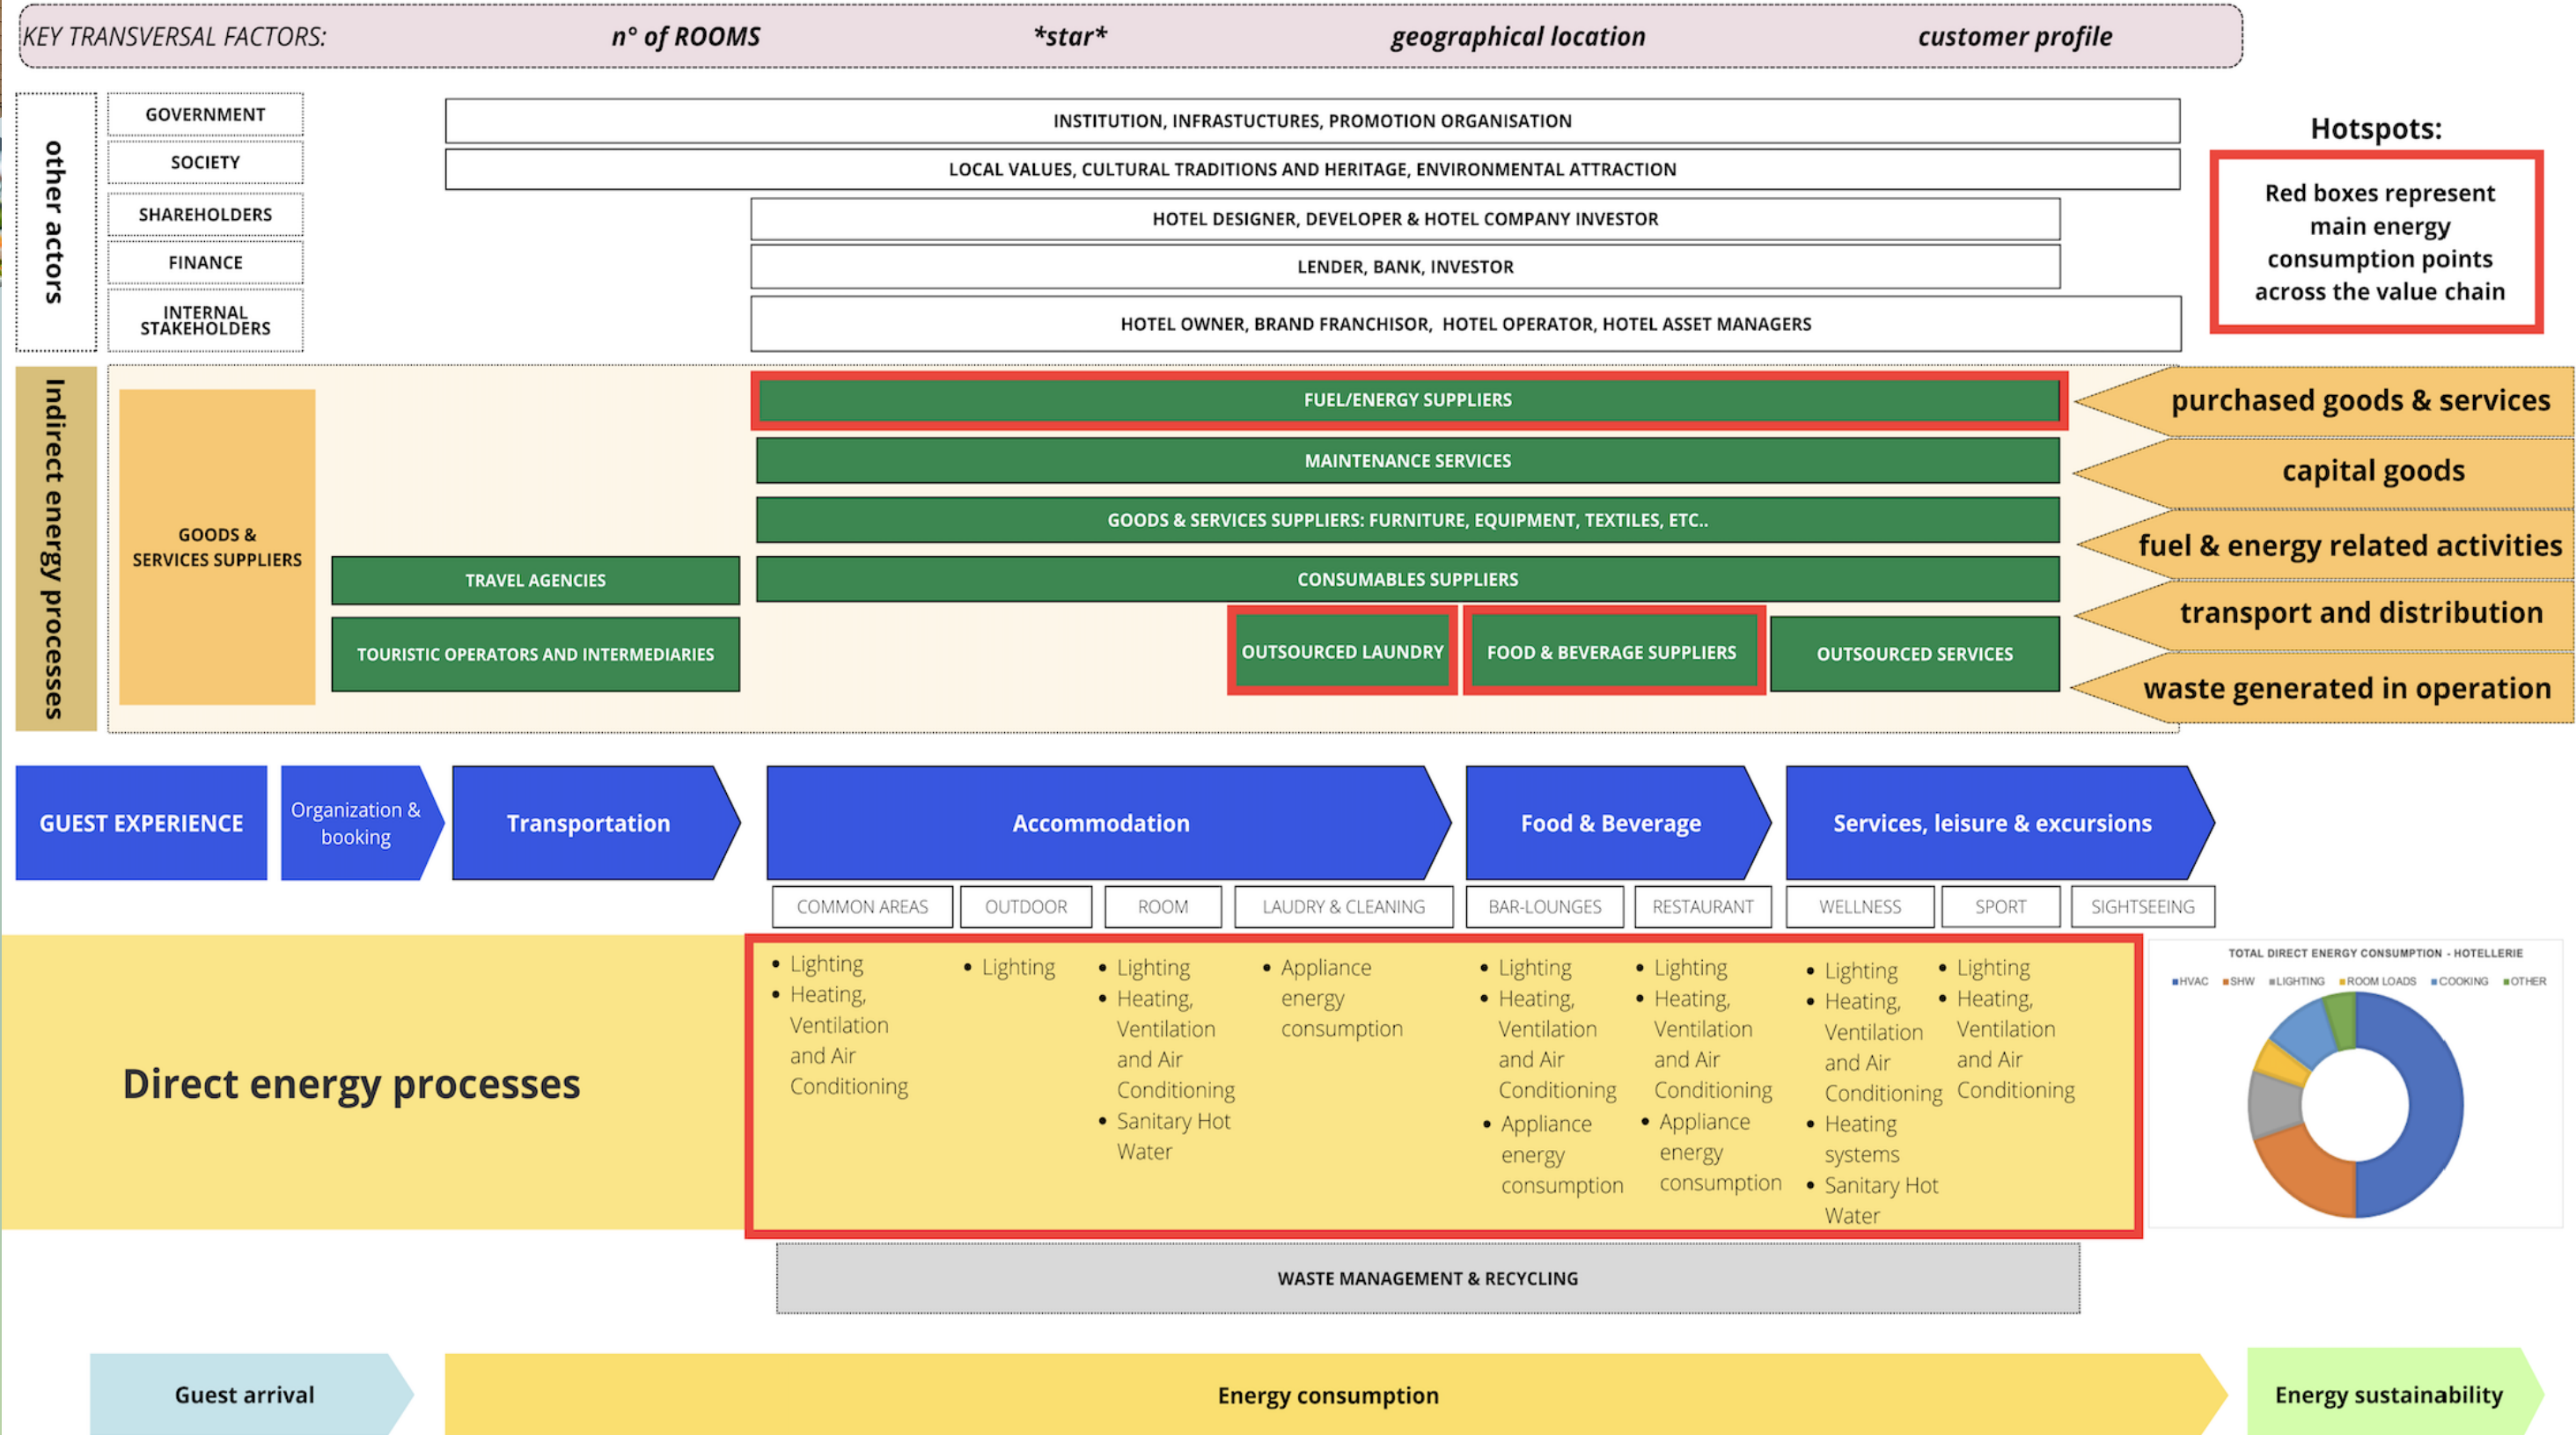 KEY TRANSVERSAL FACTORS:
n° of ROOMS
*star*
geographical location
customer profile
other actors
GOVERNMENT
INSTITUTION, INFRASTUCTURES, PROMOTION ORGANISATION
SOCIETY
LOCAL VALUES, CULTURAL TRADITIONS AND HERITAGE, ENVIRONMENTAL ATTRACTION
SHAREHOLDERS
HOTEL DESIGNER, DEVELOPER & HOTEL COMPANY INVESTOR
FINANCE
LENDER, BANK, INVESTOR
INTERNAL
STAKEHOLDERS
HOTEL OWNER, BRAND FRANCHISOR, HOTEL OPERATOR, HOTEL ASSET MANAGERS
Hotspots:
Red boxes represent
main energy
consumption points
across the value chain
Indirect energy processes
GOODS &
SERVICES SUPPLIERS
FUEL/ENERGY SUPPLIERS
MAINTENANCE SERVICES
GOODS & SERVICES SUPPLIERS: FURNITURE, EQUIPMENT, TEXTILES, ETC..
TRAVEL AGENCIES
CONSUMABLES SUPPLIERS
TOURISTIC OPERATORS AND INTERMEDIARIES
OUTSOURCED LAUNDRY
FOOD & BEVERAGE SUPPLIERS
OUTSOURCED SERVICES
purchased goods & services
capital goods
fuel & energy related activities
transport and distribution
waste generated in operation
GUEST EXPERIENCE
Organization &
booking
Transportation
Accommodation
Food & Beverage
Services, leisure & excursions
COMMON AREAS
OUTDOOR
ROOM
LAUDRY & CLEANING
BAR-LOUNGES
RESTAURANT
WELLNESS
SPORT
SIGHTSEEING
Direct energy processes
• Lighting
• Heating,
Ventilation
and Air
Conditioning
• Lighting
• Lighting
• Heating,
Ventilation
and Air
Conditioning
• Sanitary Hot
Water
• Appliance
energy
consumption
• Lighting
• Heating,
Ventilation
and Air
Conditioning
• Appliance
energy
consumption
• Lighting
• Heating,
Ventilation
and Air
Conditioning
• Appliance
energy
consumption
• Lighting
• Heating,
Ventilation
and Air
Conditioning
• Heating
systems
• Sanitary Hot
Water
• Lighting
• Heating,
Ventilation
and Air
Conditioning
TOTAL DIRECT ENERGY CONSUMPTION - HOTELLERIE
HVAC SHW LIGHTING ROOM LOADS COOKING OTHER
WASTE MANAGEMENT & RECYCLING
Guest arrival
Energy consumption
Energy sustainability